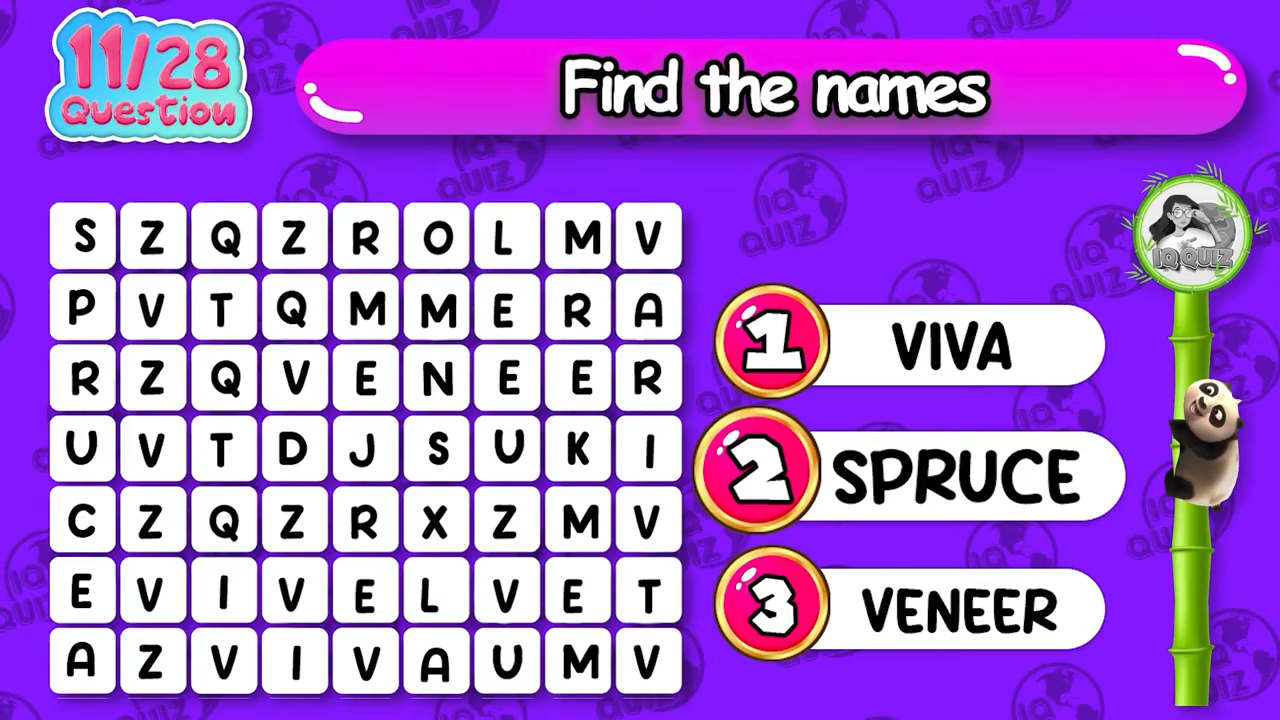 11/28
Question
Find the names
S Z Q Z R O L M V
P V T Q M M E R A
R Z Q V E N E E R
U V T D J S U K I
C Z Q Z R X Z M V
E V I V E L V E T
A Z V I V A U M V
1 VIVA
2 SPRUCE
3 VENEER
IQ QUIZ